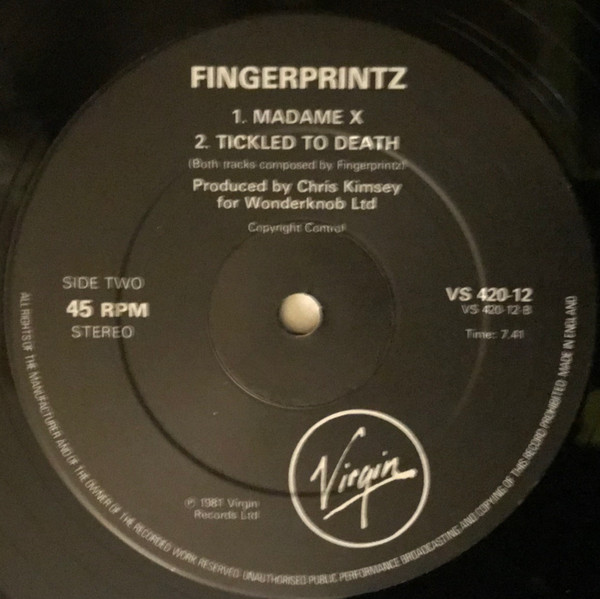 FINGERPRINTZ
1. MADAME X
2. TICKLED TO DEATH
(Both tracks composed by Fingerprintz)
Produced by Chris Kimsey
for Wonderknob Ltd
Copyright Control
SIDE TWO
45 RPM
STEREO
VS 420-12
VS 420-12-B
Time: 7.41
Virgin
℗ 1981 Virgin
Records Ltd
ALL RIGHTS OF THE MANUFACTURER AND OF THE OWNER OF THE RECORDED WORK RESERVED. UNAUTHORISED PUBLIC PERFORMANCE BROADCASTING AND COPYING OF THIS RECORD PROHIBITED. MADE IN ENGLAND